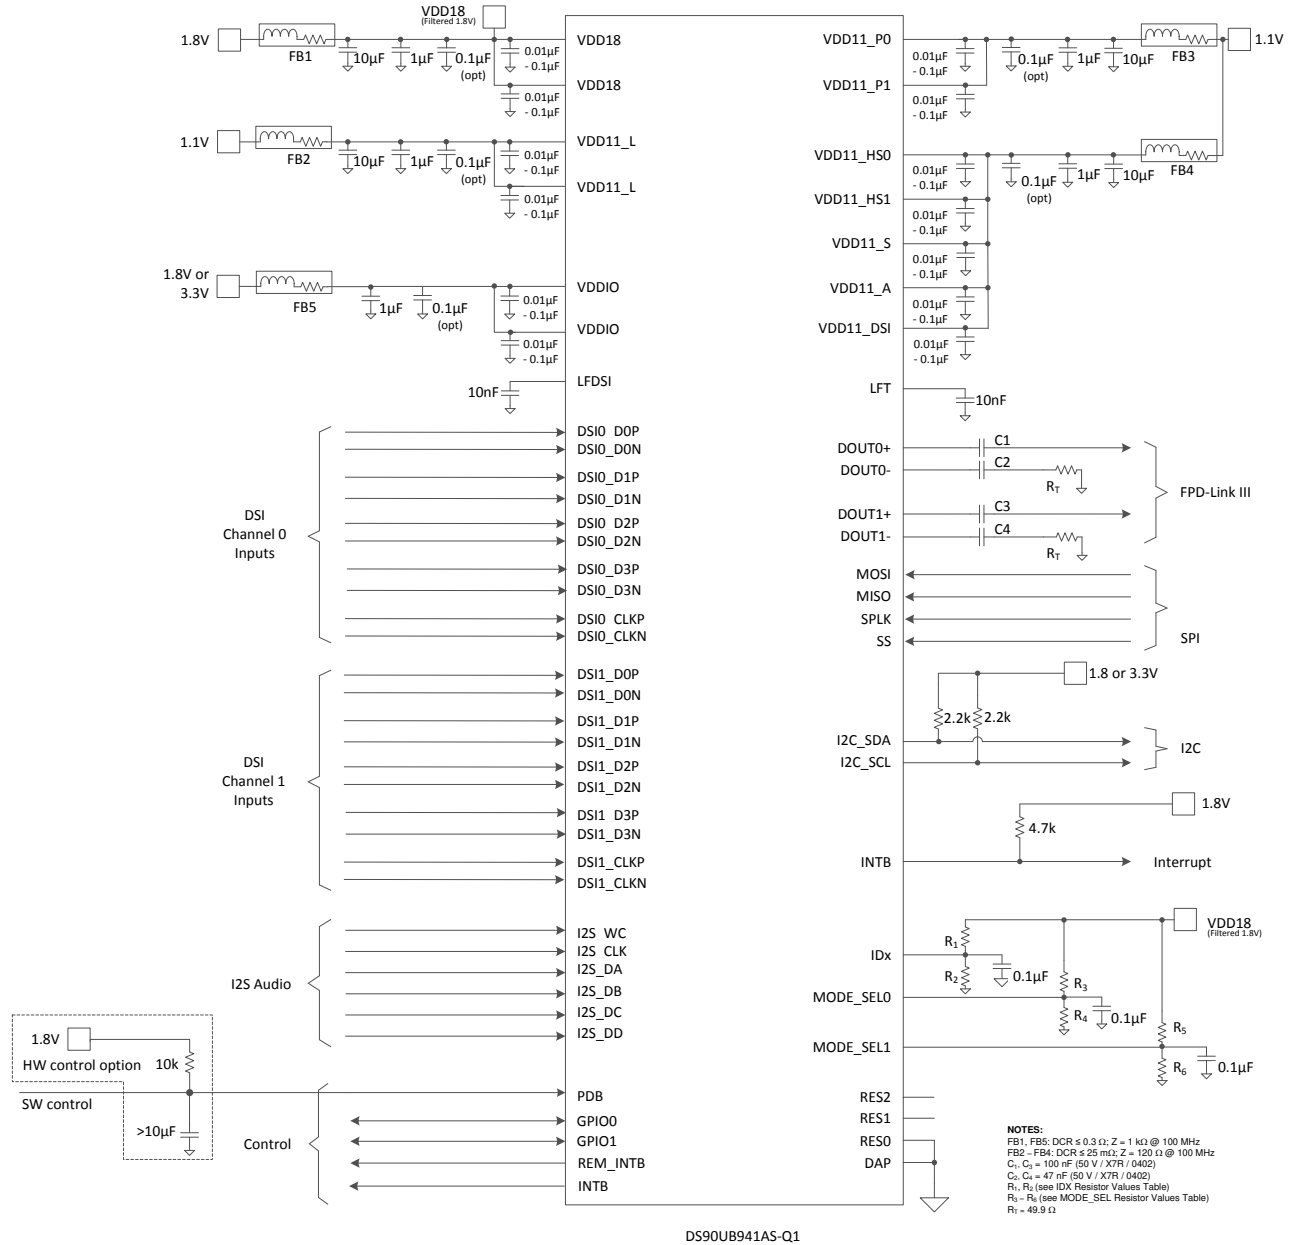 VDD18
(Filtered 1.8V)
1.8V
FB1
10µF
1µF
0.1µF
(opt)
0.01µF
- 0.1µF
VDD18
0.01µF
- 0.1µF
VDD18
1.1V
FB2
10µF
1µF
0.1µF
(opt)
0.01µF
- 0.1µF
VDD11_L
0.01µF
- 0.1µF
VDD11_L
1.8V or
3.3V
FB5
1µF
0.1µF
(opt)
0.01µF
- 0.1µF
VDDIO
0.01µF
- 0.1µF
VDDIO
10nF
LFDSI
DSI
Channel 0
Inputs
DSI0_D0P
DSI0_D0N
DSI0_D1P
DSI0_D1N
DSI0_D2P
DSI0_D2N
DSI0_D3P
DSI0_D3N
DSI0_CLKP
DSI0_CLKN
DSI
Channel 1
Inputs
DSI1_D0P
DSI1_D0N
DSI1_D1P
DSI1_D1N
DSI1_D2P
DSI1_D2N
DSI1_D3P
DSI1_D3N
DSI1_CLKP
DSI1_CLKN
I2S Audio
I2S_WC
I2S_CLK
I2S_DA
I2S_DB
I2S_DC
I2S_DD
1.8V
HW control option
10k
SW control
>10µF
Control
PDB
GPIO0
GPIO1
REM_INTB
INTB
VDD11_P0
0.01µF
- 0.1µF
0.1µF
(opt)
1µF
10µF
FB3
1.1V
VDD11_P1
0.01µF
- 0.1µF
VDD11_HS0
0.01µF
- 0.1µF
0.1µF
(opt)
1µF
10µF
FB4
VDD11_HS1
0.01µF
- 0.1µF
VDD11_S
0.01µF
- 0.1µF
VDD11_A
0.01µF
- 0.1µF
VDD11_DSI
0.01µF
- 0.1µF
LFT
10nF
DOUT0+
C1
DOUT0-
C2
RT
DOUT1+
C3
DOUT1-
C4
RT
FPD-Link III
MOSI
MISO
SPLK
SS
SPI
1.8 or 3.3V
2.2k
2.2k
I2C_SDA
I2C_SCL
I2C
1.8V
4.7k
INTB
Interrupt
VDD18
(Filtered 1.8V)
R1
IDx
R2
0.1µF
R3
MODE_SEL0
R4
0.1µF
R5
MODE_SEL1
R6
0.1µF
RES2
RES1
RES0
DAP
NOTES:
FB1, FB5: DCR ≤ 0.3 Ω; Z = 1 kΩ @ 100 MHz
FB2 – FB4: DCR ≤ 25 mΩ; Z = 120 Ω @ 100 MHz
C1, C3 = 100 nF (50 V / X7R / 0402)
C2, C4 = 47 nF (50 V / X7R / 0402)
R1, R2 (see IDX Resistor Values Table)
R3 – R6 (see MODE_SEL Resistor Values Table)
RT = 49.9 Ω
DS90UB941AS-Q1